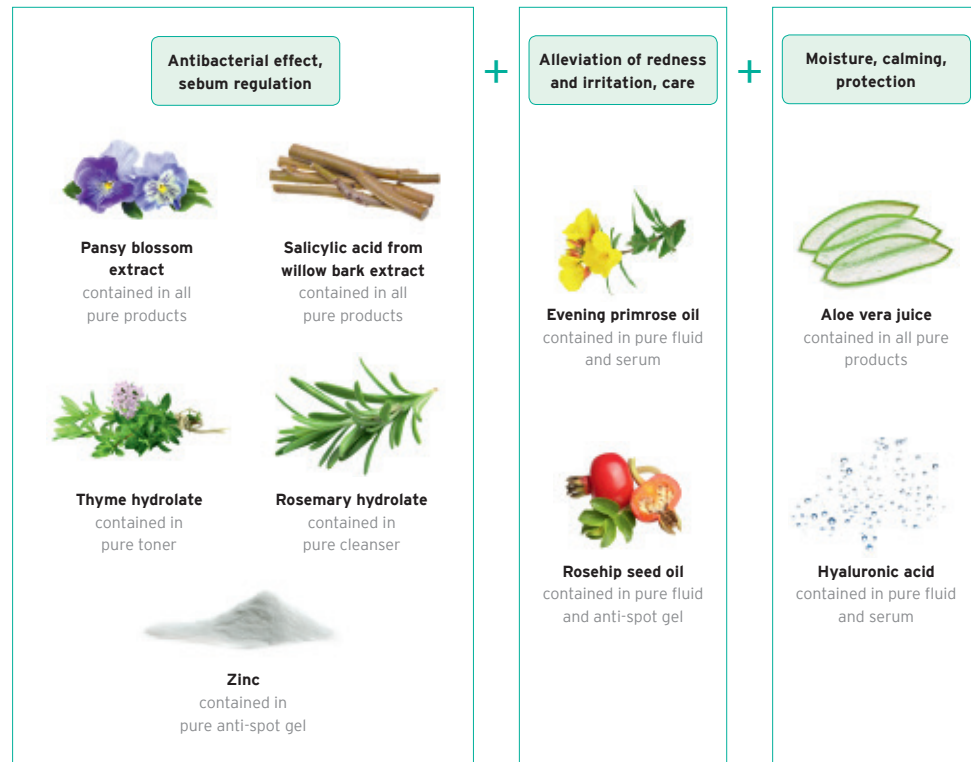 Antibacterial effect,
sebum regulation
+
Alleviation of redness
and irritation, care
+
Moisture, calming,
protection
Pansy blossom
extract
contained in all
pure products
Salicylic acid from
willow bark extract
contained in all
pure products
Thyme hydrolate
contained in
pure toner
Rosemary hydrolate
contained in
pure cleanser
Zinc
contained in
pure anti-spot gel
Evening primrose oil
contained in pure fluid
and serum
Rosehip seed oil
contained in pure fluid
and anti-spot gel
Aloe vera juice
contained in all pure
products
Hyaluronic acid
contained in pure fluid
and serum